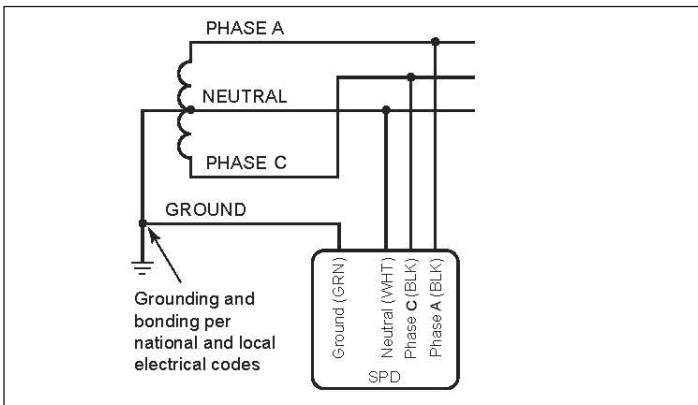 PHASE A
NEUTRAL
PHASE C
GROUND
Grounding and
bonding per
national and local
electrical codes
Ground (GRN)
Neutral (WHT)
Phase C (BLK)
Phase A (BLK)
SPD